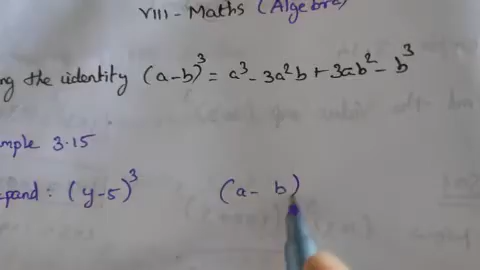 VIII - Maths (Algebra)
the identity (a-b)³ = a³ - 3a²b + 3ab² - b³
3.15
(y-5)³ (a- b)